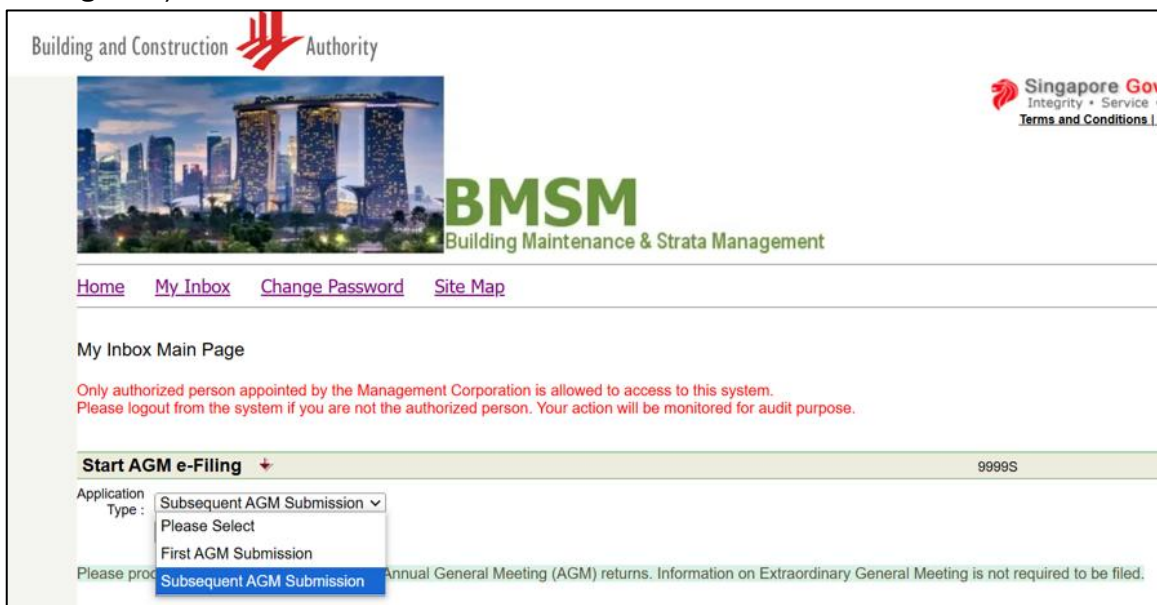 Building and Construction Authority
Singapore Gov
Integrity • Service •
Terms and Conditions |
BMSM
Building Maintenance & Strata Management
Home My Inbox Change Password Site Map
My Inbox Main Page
Only authorized person appointed by the Management Corporation is allowed to access to this system.
Please logout from the system if you are not the authorized person. Your action will be monitored for audit purpose.
Start AGM e-Filing 9999S
Application
Type : Subsequent AGM Submission
Please Select
First AGM Submission
Subsequent AGM Submission
Please Annual General Meeting (AGM) returns. Information on Extraordinary General Meeting is not required to be filed.